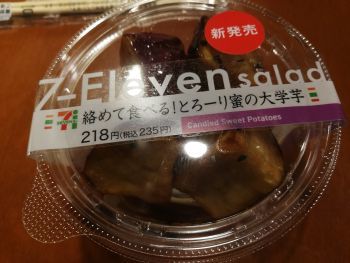 新発売
7-Eleven salad
絡めて食べる!とろーり蜜の大学芋
218円(税込235円)
Candied Sweet Potatoes